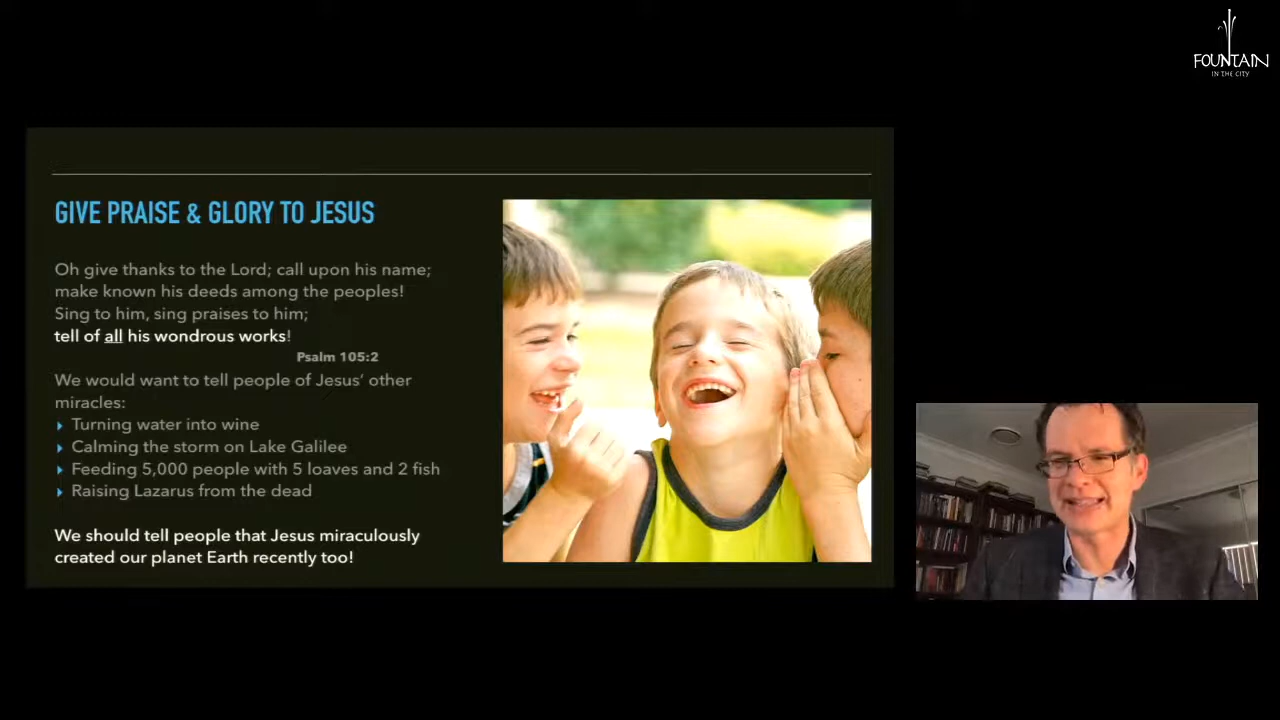 FOUNTAIN
IN THE CITY
GIVE PRAISE & GLORY TO JESUS
Oh give thanks to the Lord; call upon his name;
make known his deeds among the peoples!
Sing to him, sing praises to him;
tell of all his wondrous works!
Psalm 105:2
We would want to tell people of Jesus’ other
miracles:
Turning water into wine
Calming the storm on Lake Galilee
Feeding 5,000 people with 5 loaves and 2 fish
Raising Lazarus from the dead
We should tell people that Jesus miraculously
created our planet Earth recently too!